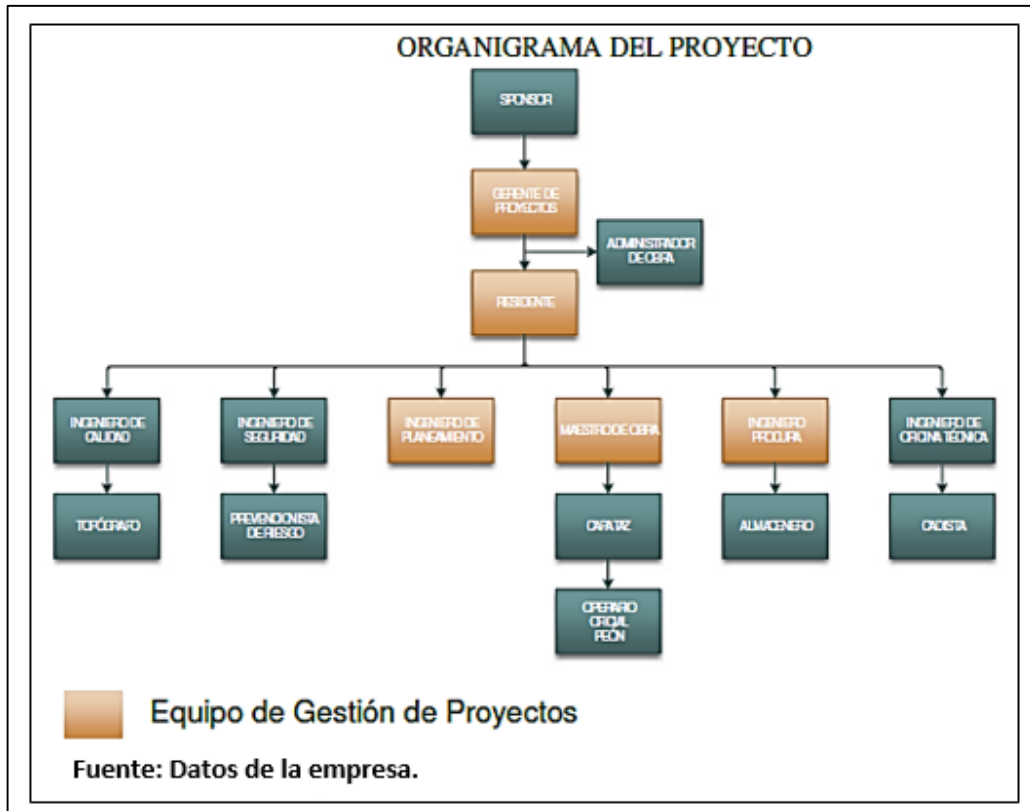 ORGANIGRAMA DEL PROYECTO
SPONSOR
GERENTE DE
PROYECTOS
ADMINISTRADOR
DE OBRA
RESIDENTE
INGENIERO DE
CALIDAD
INGENIERO DE
SEGURIDAD
INGENIERO DE
PLANEAMIENTO
MAESTRO DE OBRA
INGENIERO
PROCURA
INGENIERO DE
OFICINA TÉCNICA
TOPÓGRAFO
PREVENCIONISTA
DE RIESGO
CAPATAZ
ALMACENERO
CADISTA
OPERARIO
OFICIAL
PEÓN
Equipo de Gestión de Proyectos
Fuente: Datos de la empresa.